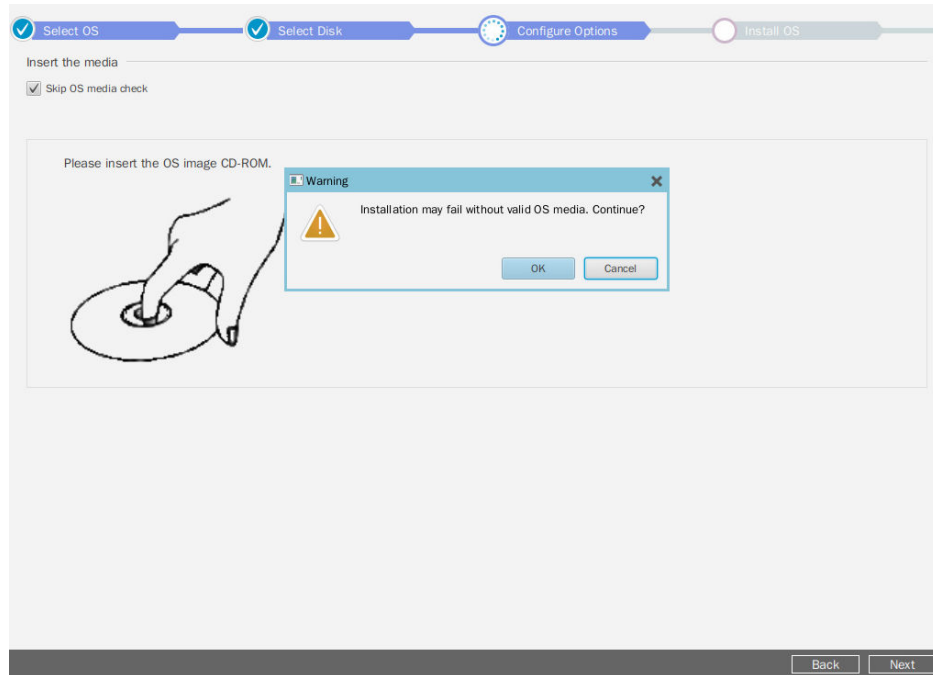 Select OS
Select Disk
Configure Options
Install OS
Insert the media
Skip OS media check
Please insert the OS image CD-ROM.
Warning
Installation may fail without valid OS media. Continue?
OK
Cancel
Back
Next